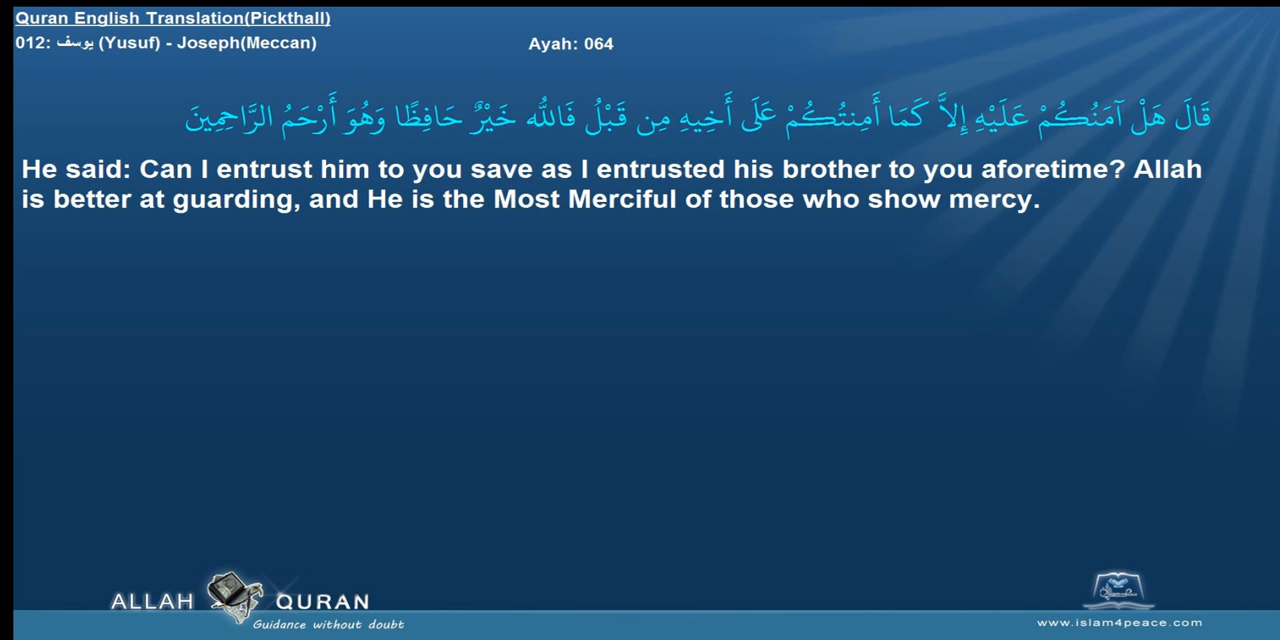 Quran English Translation(Pickthall)
012: يوسف (Yusuf) - Joseph(Meccan) Ayah: 064
قَالَ هَلْ آمَنُكُمْ عَلَيْهِ إِلاَّ كَمَا أَمِنتُكُمْ عَلَى أَخِيهِ مِن قَبْلُ فَاللّهُ خَيْرٌ حَافِظًا وَهُوَ أَرْحَمُ الرَّاحِمِينَ
He said: Can I entrust him to you save as I entrusted his brother to you aforetime? Allah
is better at guarding, and He is the Most Merciful of those who show mercy.
ALLAH QURAN
Guidance without doubt
www.islam4peace.com